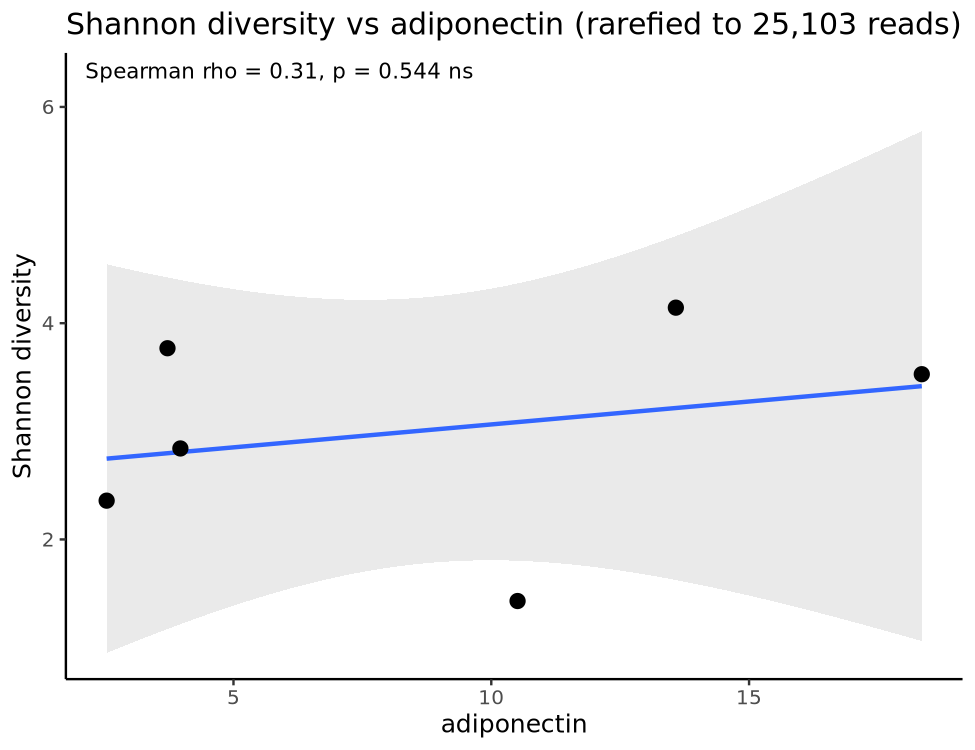 Shannon diversity vs adiponectin (rarefied to 25,103 reads)
Spearman rho = 0.31, p = 0.544 ns
6
4
2
Shannon diversity
5
10
15
adiponectin